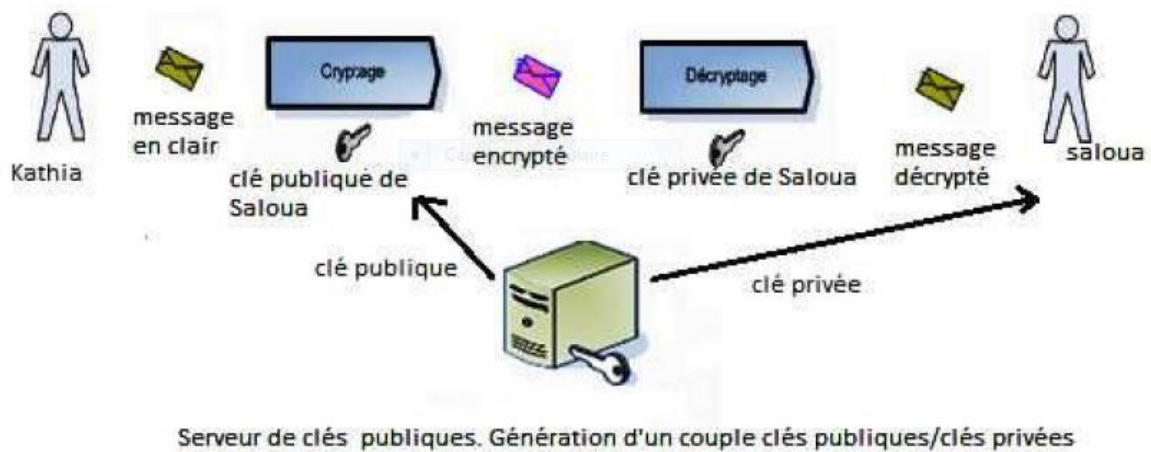 Cryptage
Décryptage
message
en clair
message
encrypté
message
décrypté
Kathia
saloua
clé publique de
Saloua
clé privée de Saloua
clé publique
clé privée
Serveur de clés publiques. Génération d'un couple clés publiques/clés privées